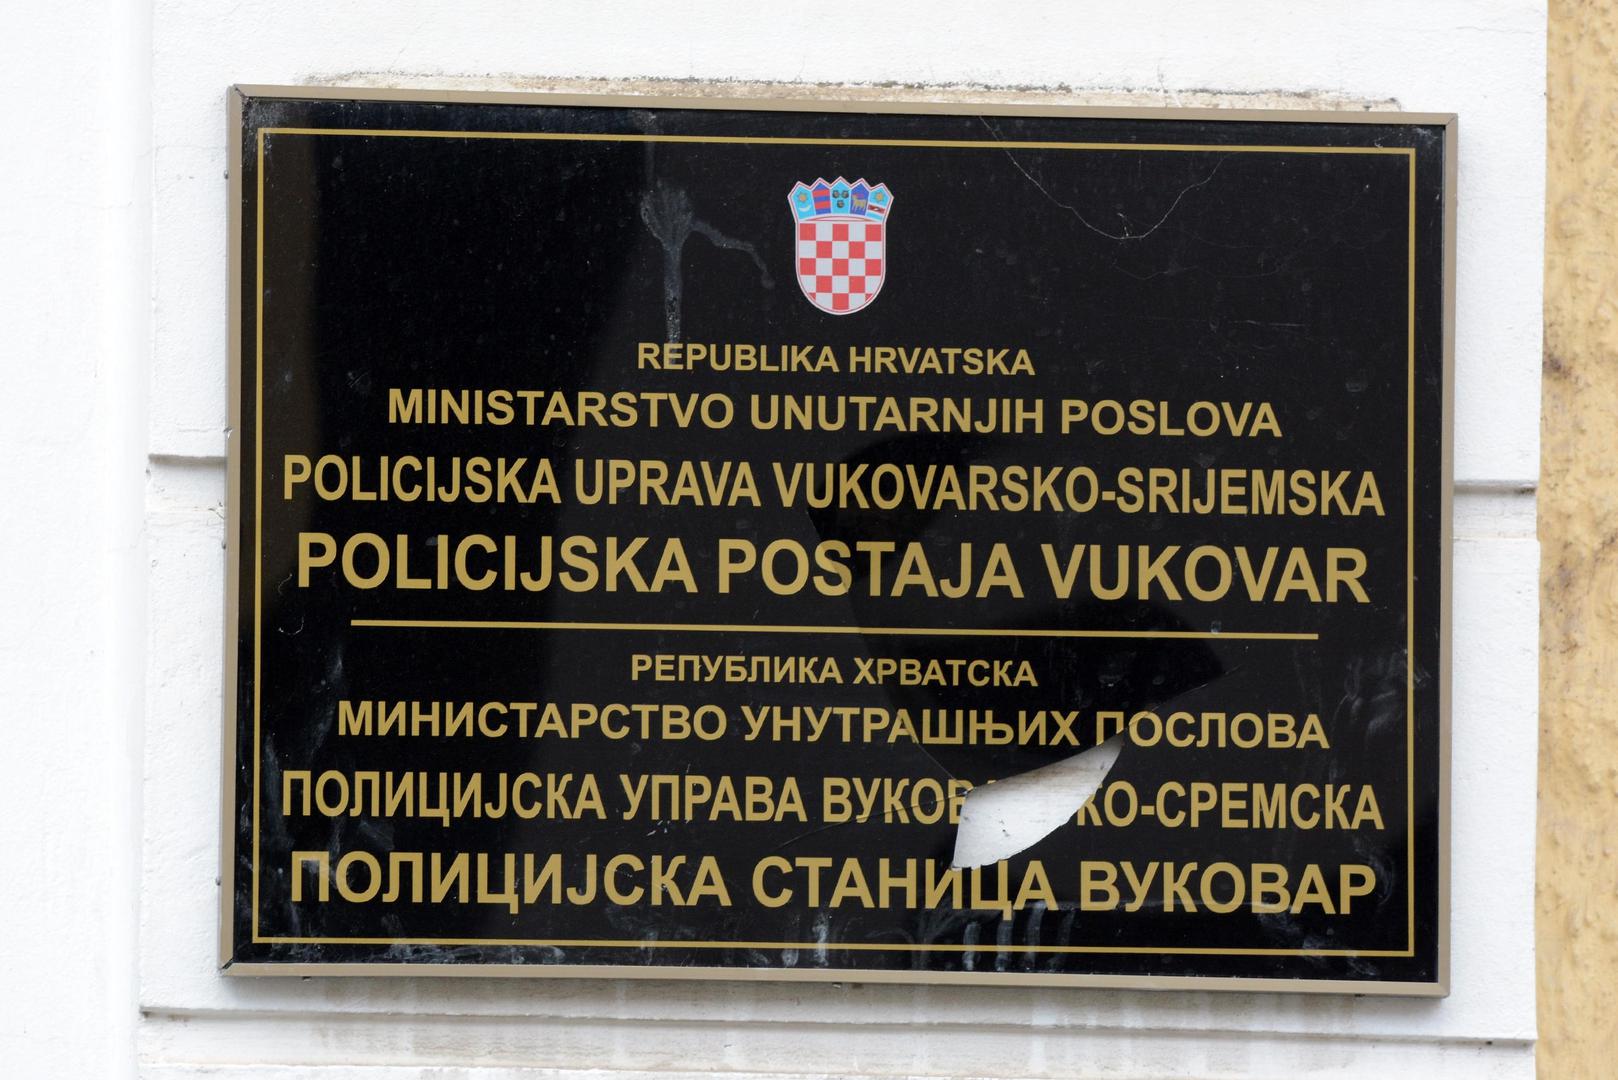 REPUBLIKA HRVATSKA
MINISTARSTVO UNUTARNJIH POSLOVA
POLICIJSKA UPRAVA VUKOVARSKO-SRIJEMSKA
POLICIJSKA POSTAJA VUKOVAR
РЕПУБЛИКА ХРВАТСКА
МИНИСТАРСТВО УНУТРАШЊИХ ПОСЛОВА
ПОЛИЦИЈСКА УПРАВА
ПОЛИЦИЈСКА СТАНИЦА ВУКОВАР